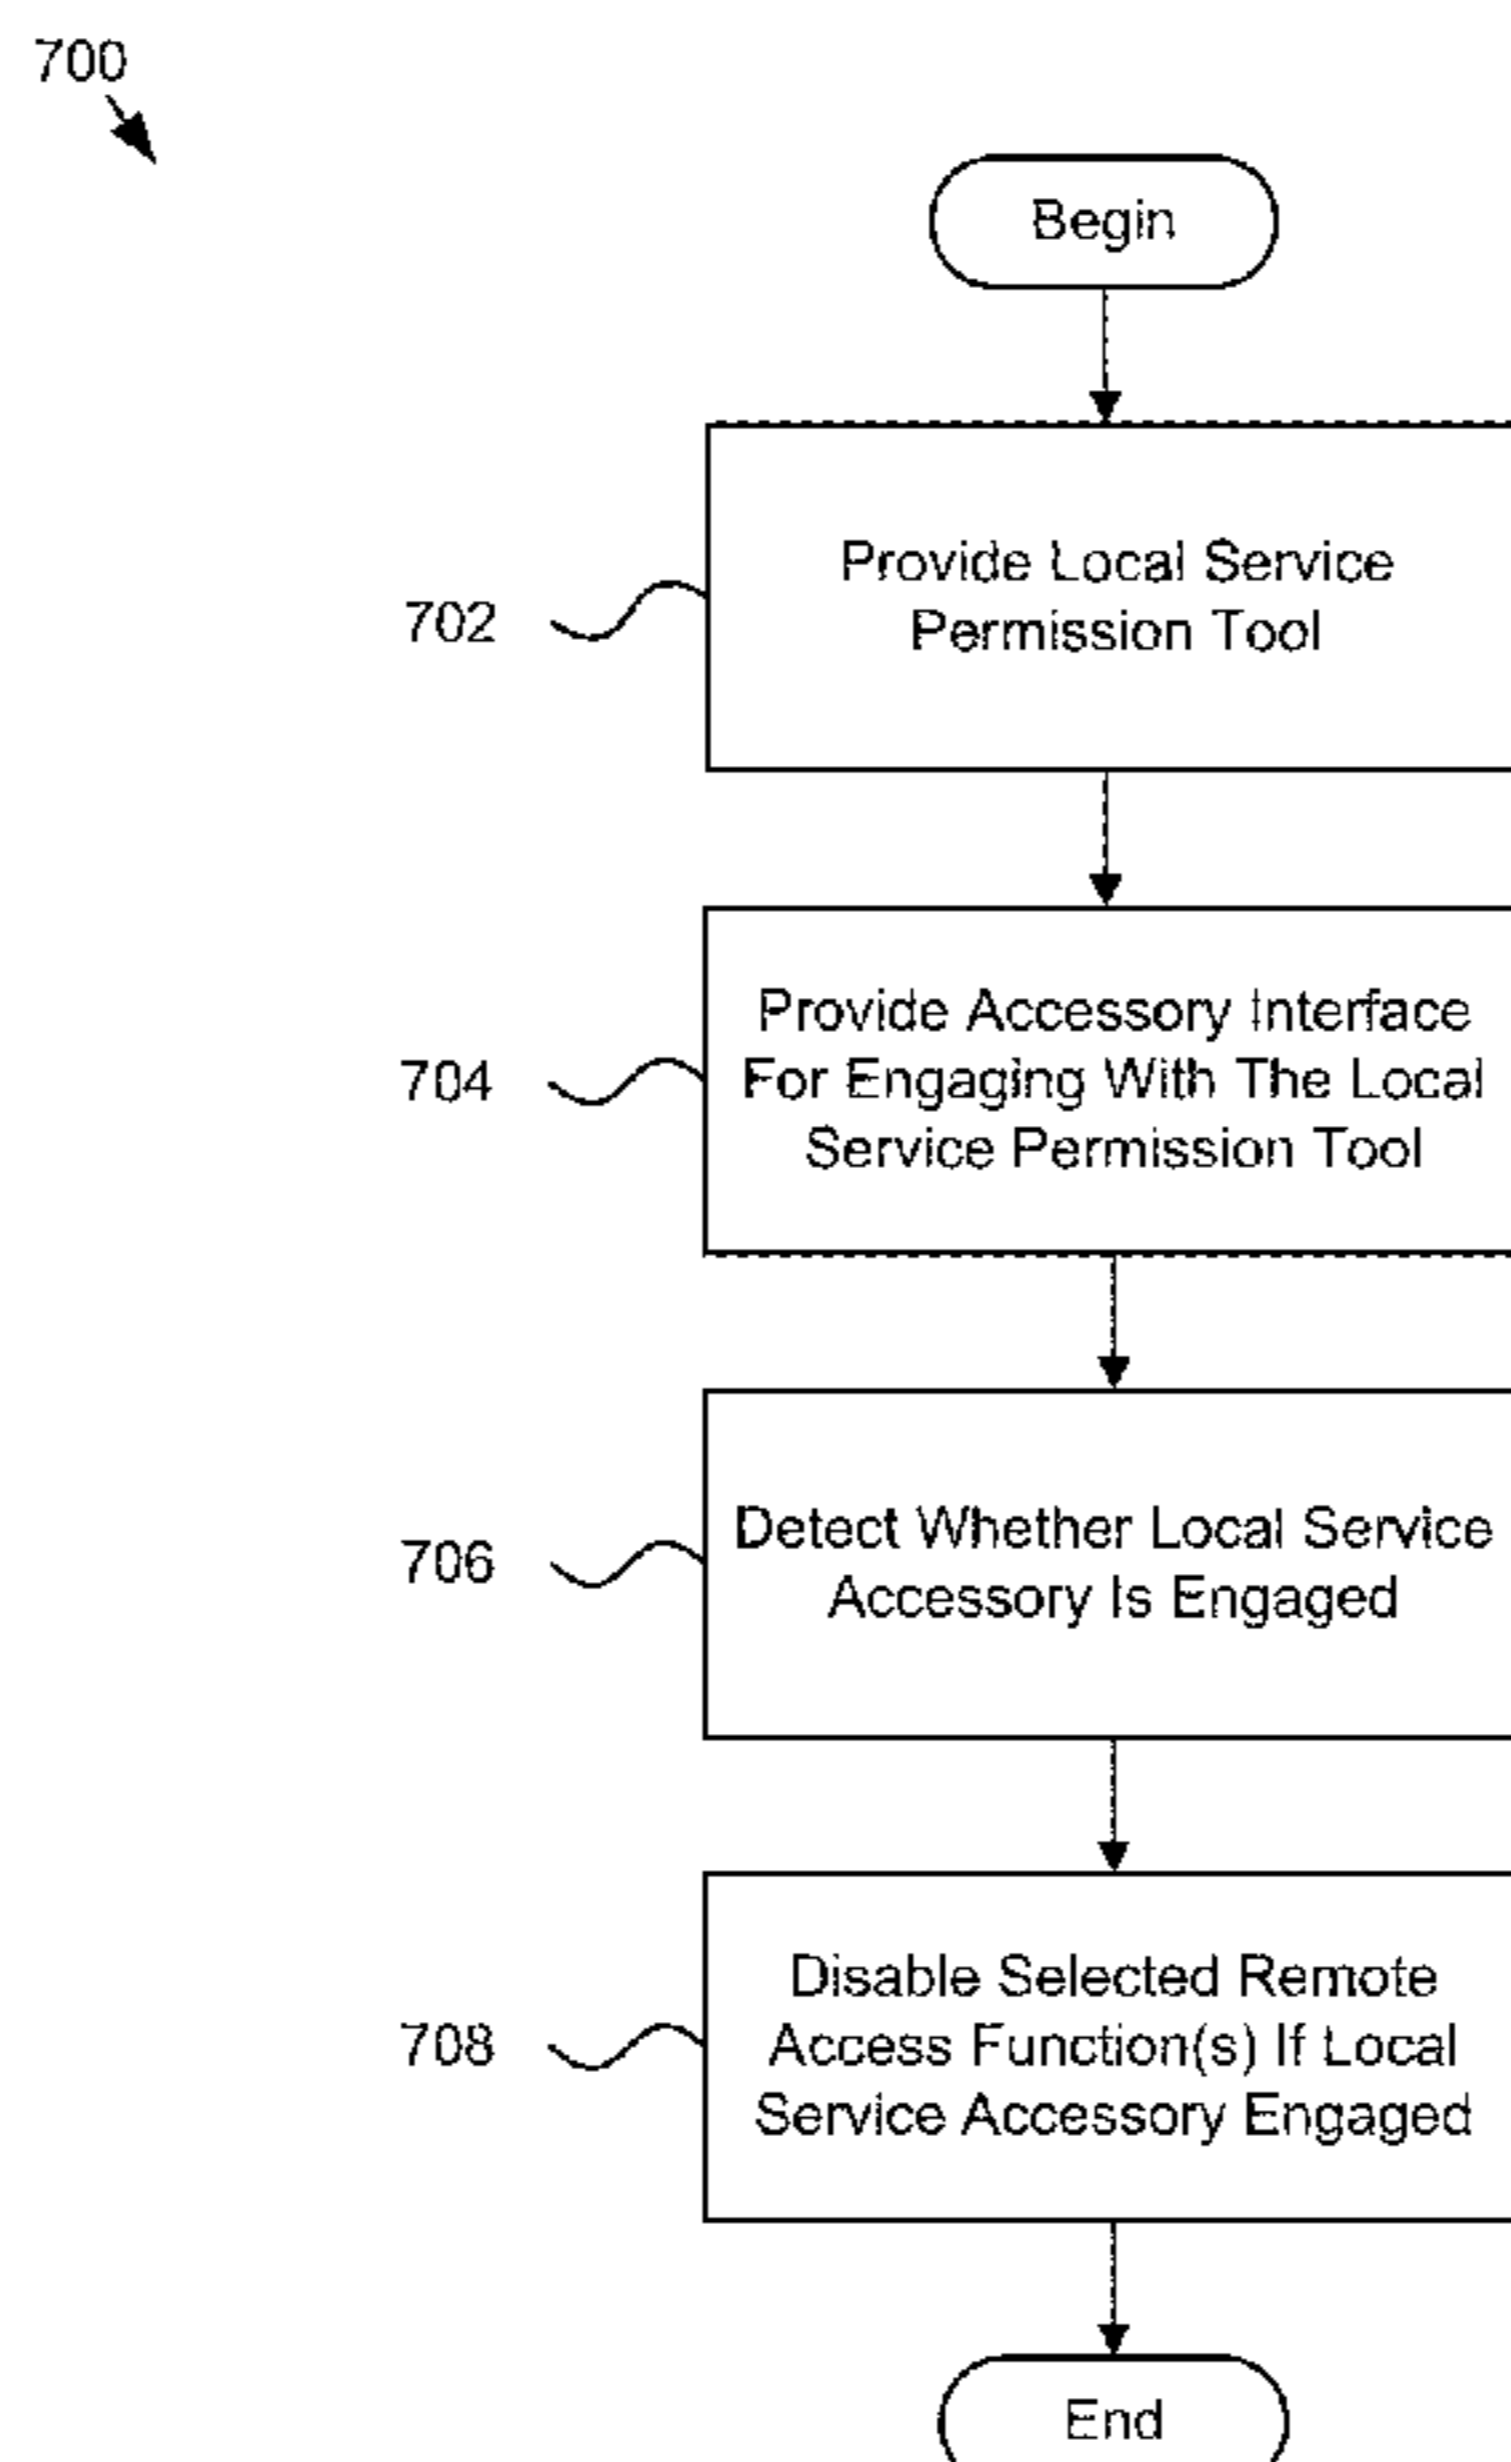 700
Begin
Provide Local Service
Permission Tool
702
Provide Accessory Interface
For Engaging With The Local
Service Permission Tool
704
Detect Whether Local Service
Accessory Is Engaged
706
Disable Selected Remote
Access Function(s) If Local
Service Accessory Engaged
708
End